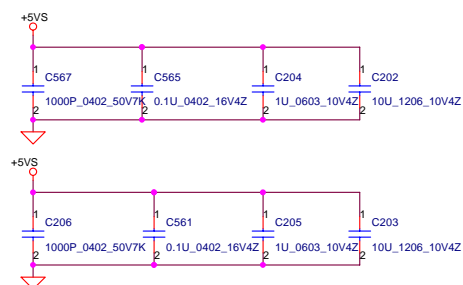 +5VS
1 1 1 1
C567 C565 C204 C202
1000P_0402_50V7K 0.1U_0402_16V4Z 1U_0603_10V4Z 10U_1206_10V4Z
2 2 2 2
+5VS
1 1 1 1
C206 C561 C205 C203
1000P_0402_50V7K 0.1U_0402_16V4Z 1U_0603_10V4Z 10U_1206_10V4Z
2 2 2 2